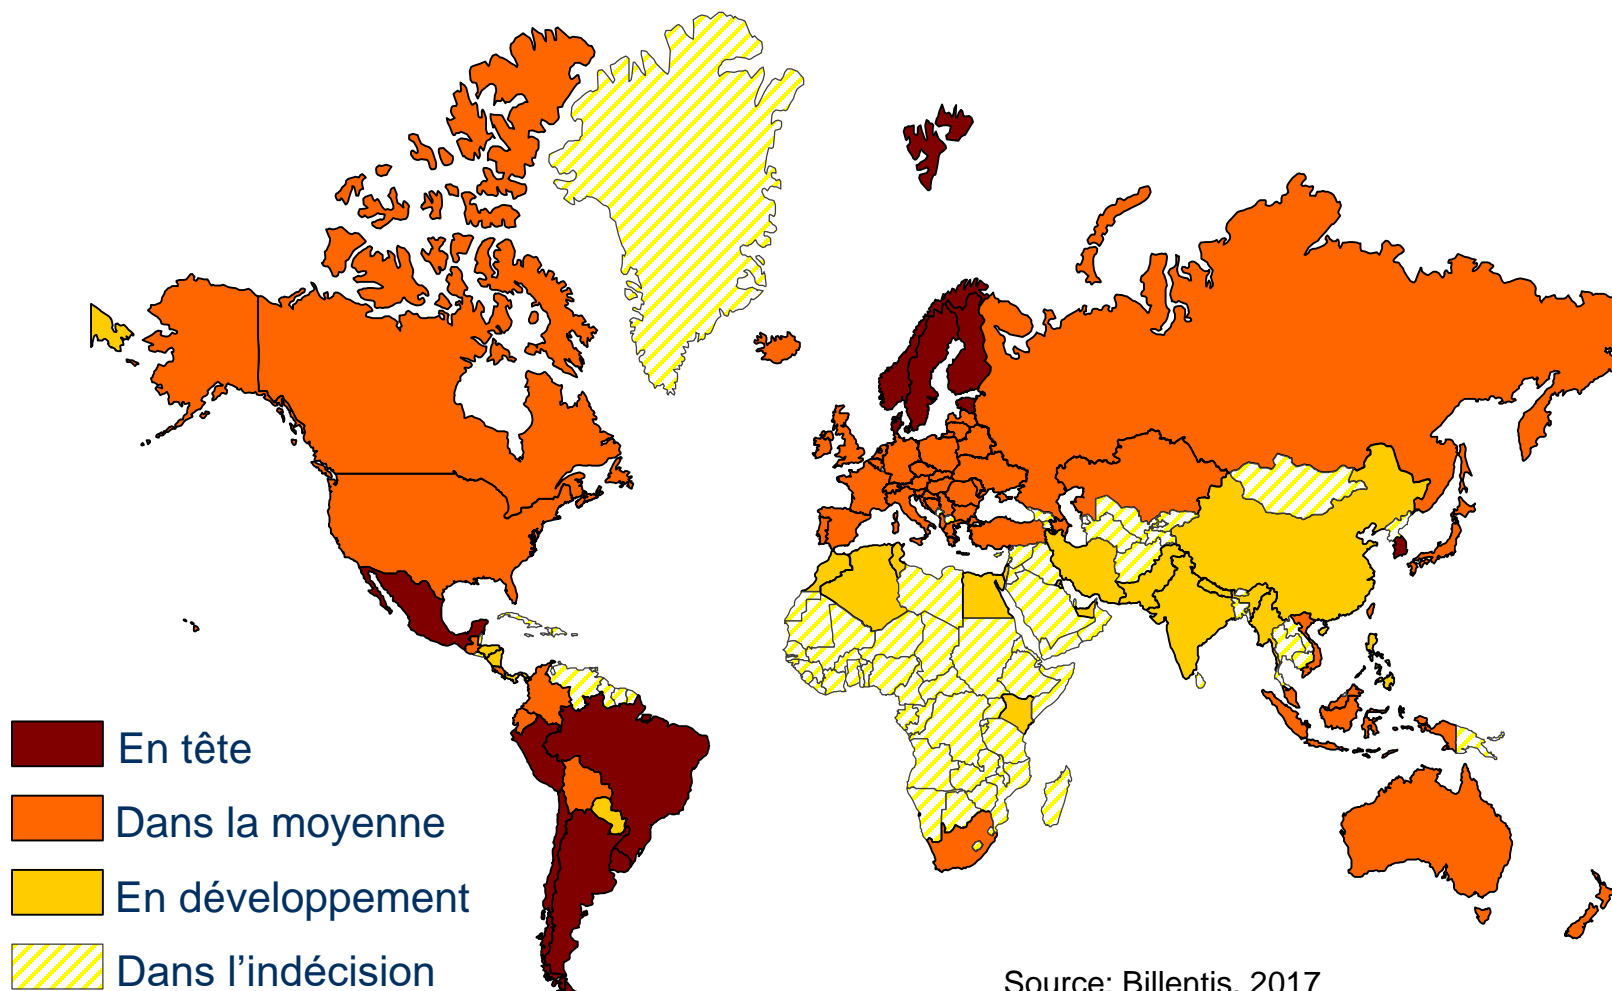 En tête
Dans la moyenne
En développement
Dans l’indécision
Source: Billentis, 2017